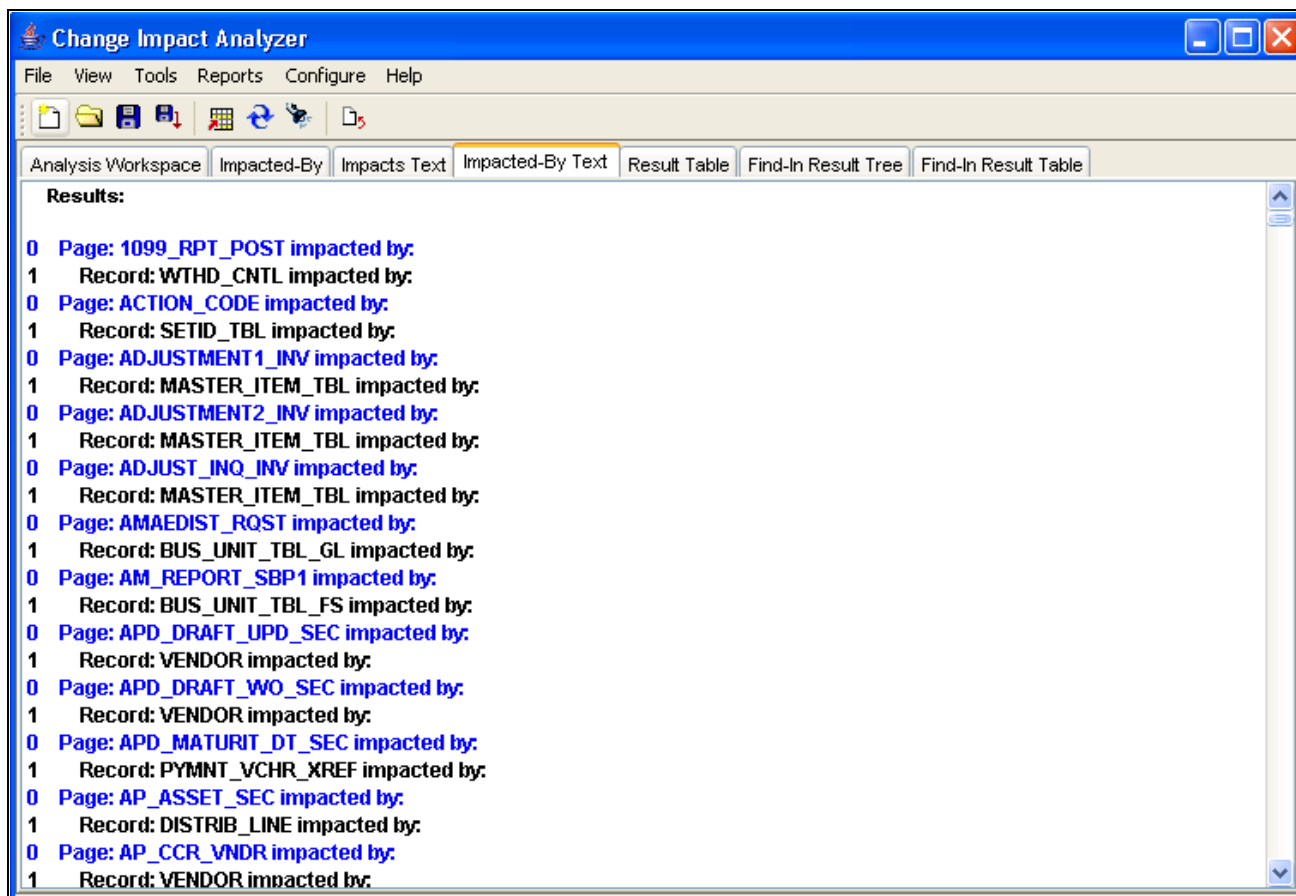 Change Impact Analyzer
File View Tools Reports Configure Help
Analysis Workspace Impacted-By Impacts Text Impacted-By Text Result Table Find-In Result Tree Find-In Result Table
Results:
0 Page: 1099_RPT_POST impacted by:
1 Record: WTHD_CNTL impacted by:
0 Page: ACTION_CODE impacted by:
1 Record: SETID_TBL impacted by:
0 Page: ADJUSTMENT1_INV impacted by:
1 Record: MASTER_ITEM_TBL impacted by:
0 Page: ADJUSTMENT2_INV impacted by:
1 Record: MASTER_ITEM_TBL impacted by:
0 Page: ADJUST_INQ_INV impacted by:
1 Record: MASTER_ITEM_TBL impacted by:
0 Page: AMAEDIST_RQST impacted by:
1 Record: BUS_UNIT_TBL_GL impacted by:
0 Page: AM_REPORT_SBP1 impacted by:
1 Record: BUS_UNIT_TBL_FS impacted by:
0 Page: APD_DRAFT_UPD_SEC impacted by:
1 Record: VENDOR impacted by:
0 Page: APD_DRAFT_WO_SEC impacted by:
1 Record: VENDOR impacted by:
0 Page: APD_MATURIT_DT_SEC impacted by:
1 Record: PYMNT_VCHR_XREF impacted by:
0 Page: AP_ASSET_SEC impacted by:
1 Record: DISTRIB_LINE impacted by:
0 Page: AP_CCR_VNDR impacted by:
1 Record: VENDOR impacted by: